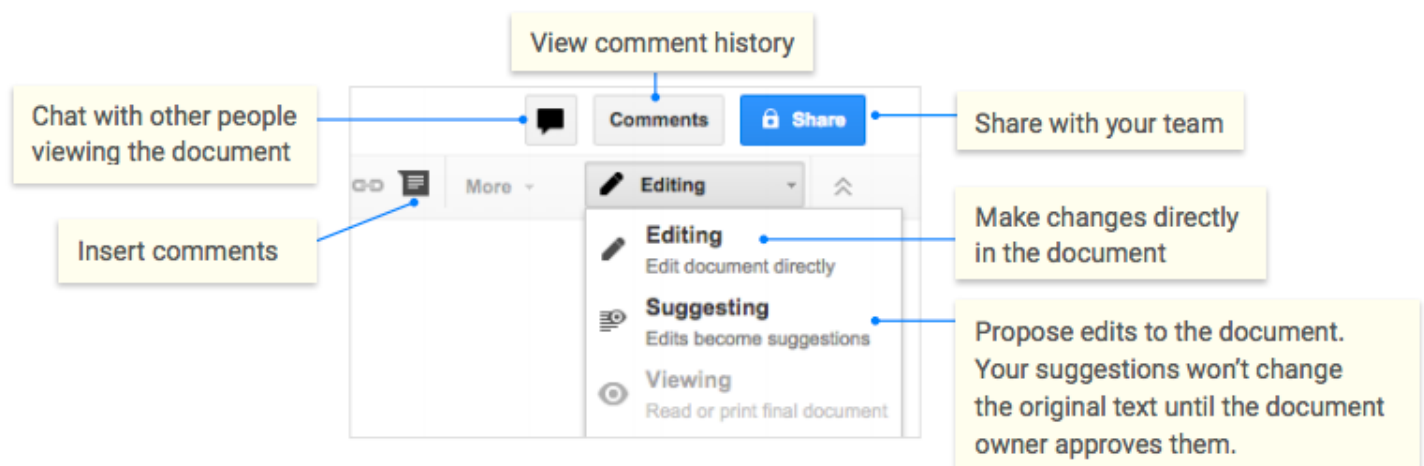 View comment history
Chat with other people
viewing the document
Comments
Share
Share with your team
More
Editing
Insert comments
Editing
Edit document directly
Make changes directly
in the document
Suggesting
Edits become suggestions
Propose edits to the document.
Your suggestions won't change
the original text until the document
owner approves them.
Viewing
Read or print final document